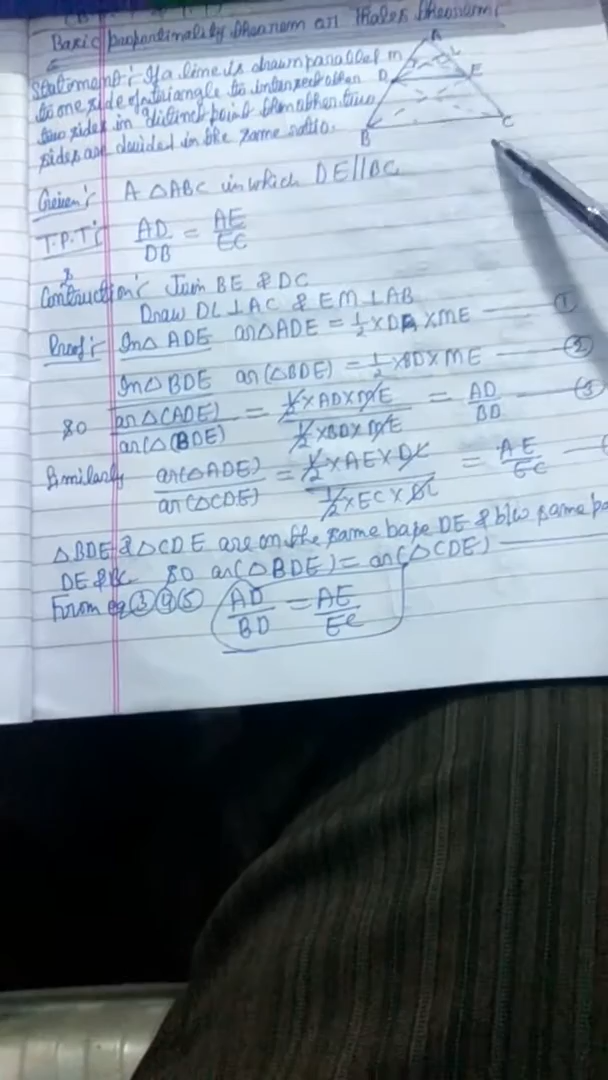 Basic proportionality theorem or thales theorem:
Statement: If a line is drawn parallel
to one side of a triangle to intersect other
two sides in distinct point then other two
sides are divided in the same ratio.
A
M
L
D
E
B
C
Given: A △ABC in which DE||BC
T.P.T: AD/DB = AE/EC
Contruction: Join BE & DC
Draw DL⊥AC & EM⊥AB
Proof: In△ ADE ar△ADE = 1/2 × DA × ME — ①
In△ BDE ar(△BDE) = 1/2 × BD × ME — ②
So ar△(ADE)/ar(△BDE) = 1/2 × AD × ME / 1/2 × BD × ME = AD/BD — ③
Similarly ar(△ADE)/ar(△CDE) = 1/2 × AE × DL / 1/2 × EC × DL = AE/EC —
△BDE & △CDE are on the same base DE & b/w same
DE & BC so ar(△BDE) = ar(△CDE) —
From eq ③ ④ ⑤ AD/BD = AE/EC